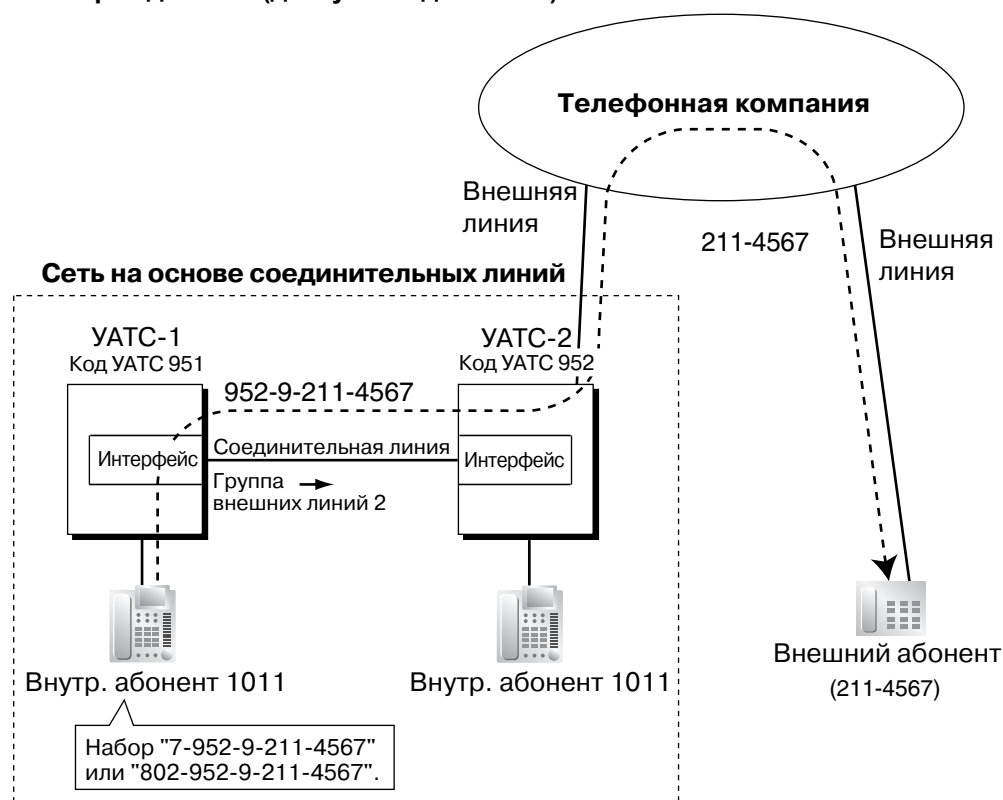 Телефонная компания
Внешняя
линия
211-4567
Внешняя
линия
Сеть на основе соединительных линий
УАТС-1
Код УАТС 951
УАТС-2
Код УАТС 952
952-9-211-4567
Интерфейс
Соединительная линия
Интерфейс
Группа
внешних линий 2
Внутр. абонент 1011
Внутр. абонент 1011
Внешний абонент
(211-4567)
Набор "7-952-9-211-4567"
или "802-952-9-211-4567".